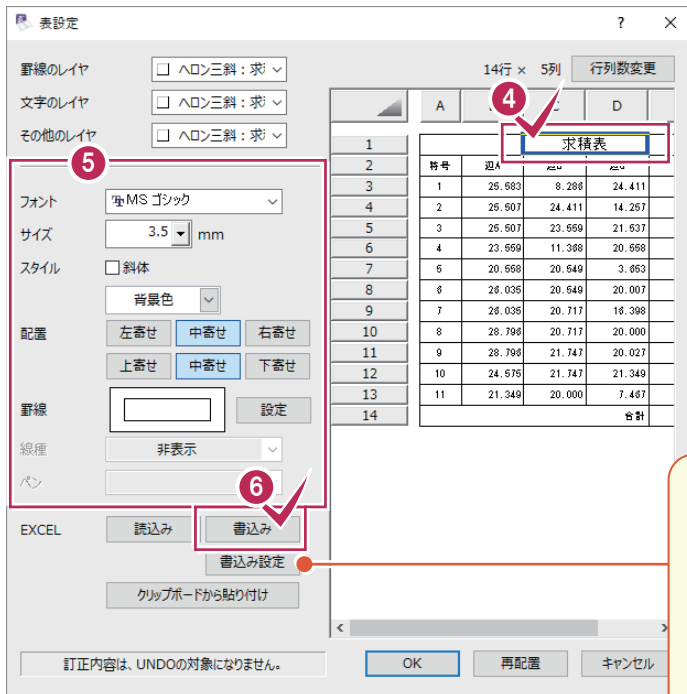 表設定 ? ×
罫線のレイヤ ヘロン三斜：求
14行 × 5列 行列数変更
文字のレイヤ ヘロン三斜：求
その他のレイヤ ヘロン三斜：求
4
A D
1 求積表
2 符号 辺A
3 1 25.583 8.286 24.411
4 2 25.507 24.411 14.257
5 3 25.507 23.559 21.537
6 4 23.559 11.368 20.558
7 5 20.558 20.549 3.653
8 6 26.035 20.549 20.007
9 7 26.035 20.717 16.398
10 8 28.796 20.717 20.000
11 9 28.796 21.747 20.027
12 10 24.575 21.747 21.349
13 11 21.349 20.000 7.467
14 合計
5
フォント MS ゴシック
サイズ 3.5 mm
スタイル 斜体
背景色
配置 左寄せ 中寄せ 右寄せ
上寄せ 中寄せ 下寄せ
罫線 設定
線種 非表示
ペン
6
EXCEL 読込み 書込み
書込み設定
クリップボードから貼り付け
訂正内容は、UNDOの対象になりません。
OK 再配置 キャンセル